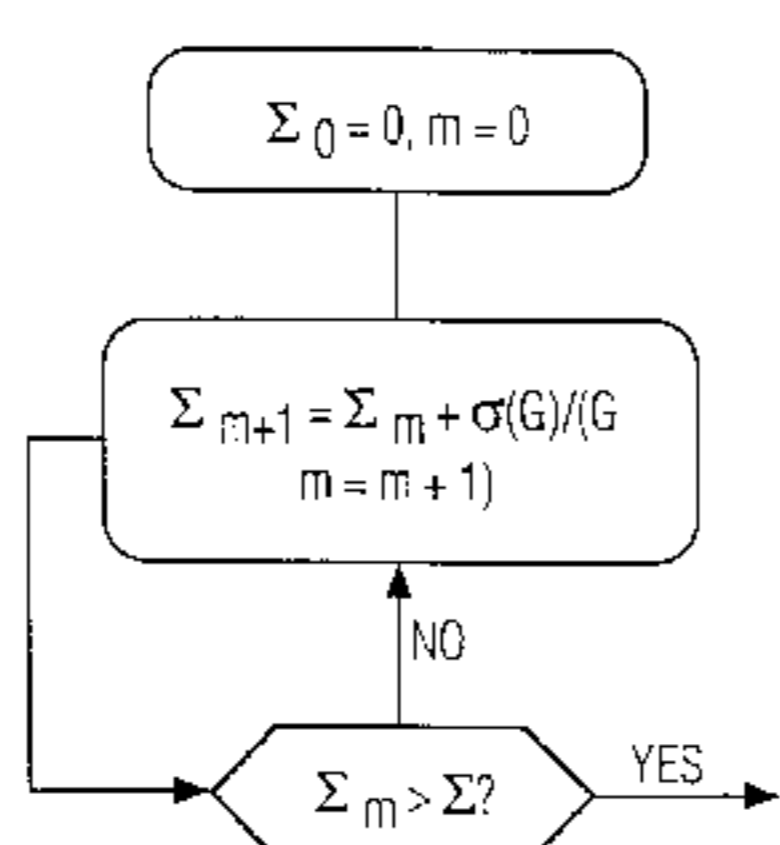 Σ 0 = 0, m = 0
Σ m+1 = Σ m + σ(G)/(G
m = m + 1)
NO
Σ m > Σ?
YES